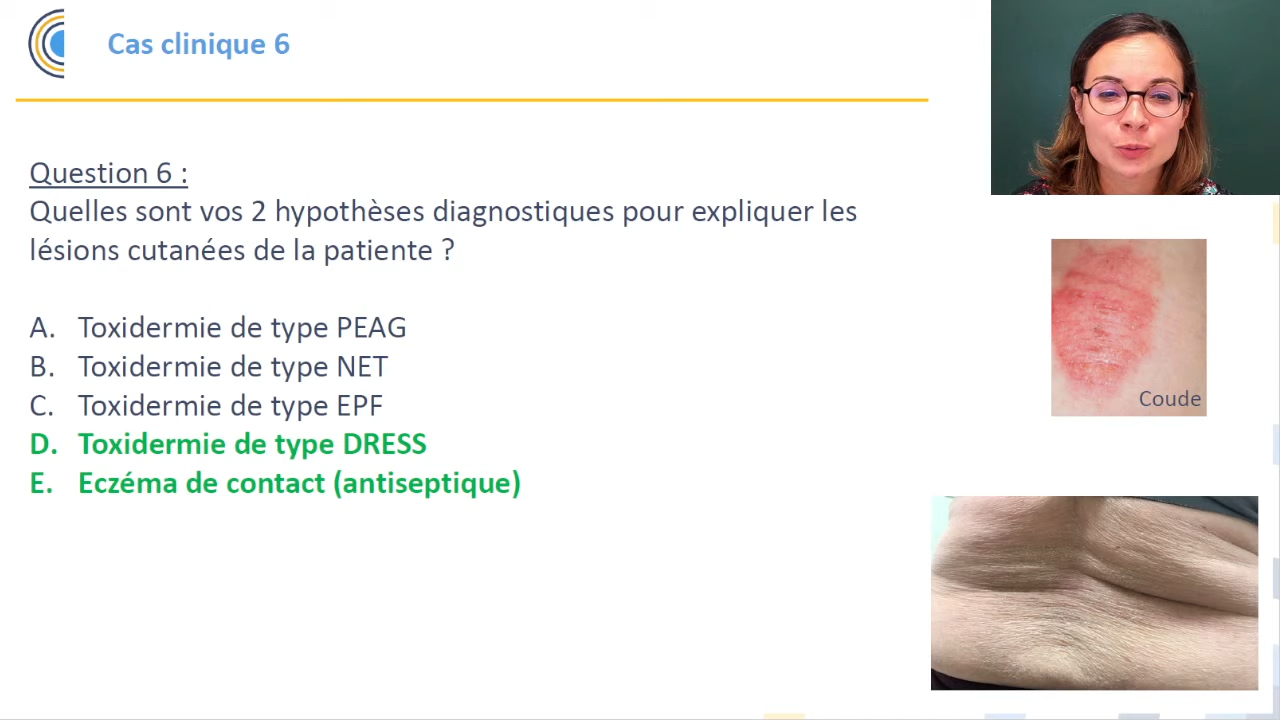 Cas clinique 6
Question 6 :
Quelles sont vos 2 hypothèses diagnostiques pour expliquer les
lésions cutanées de la patiente ?
A. Toxidermie de type PEAG
B. Toxidermie de type NET
C. Toxidermie de type EPF
D. Toxidermie de type DRESS
E. Eczéma de contact (antiseptique)
Coude